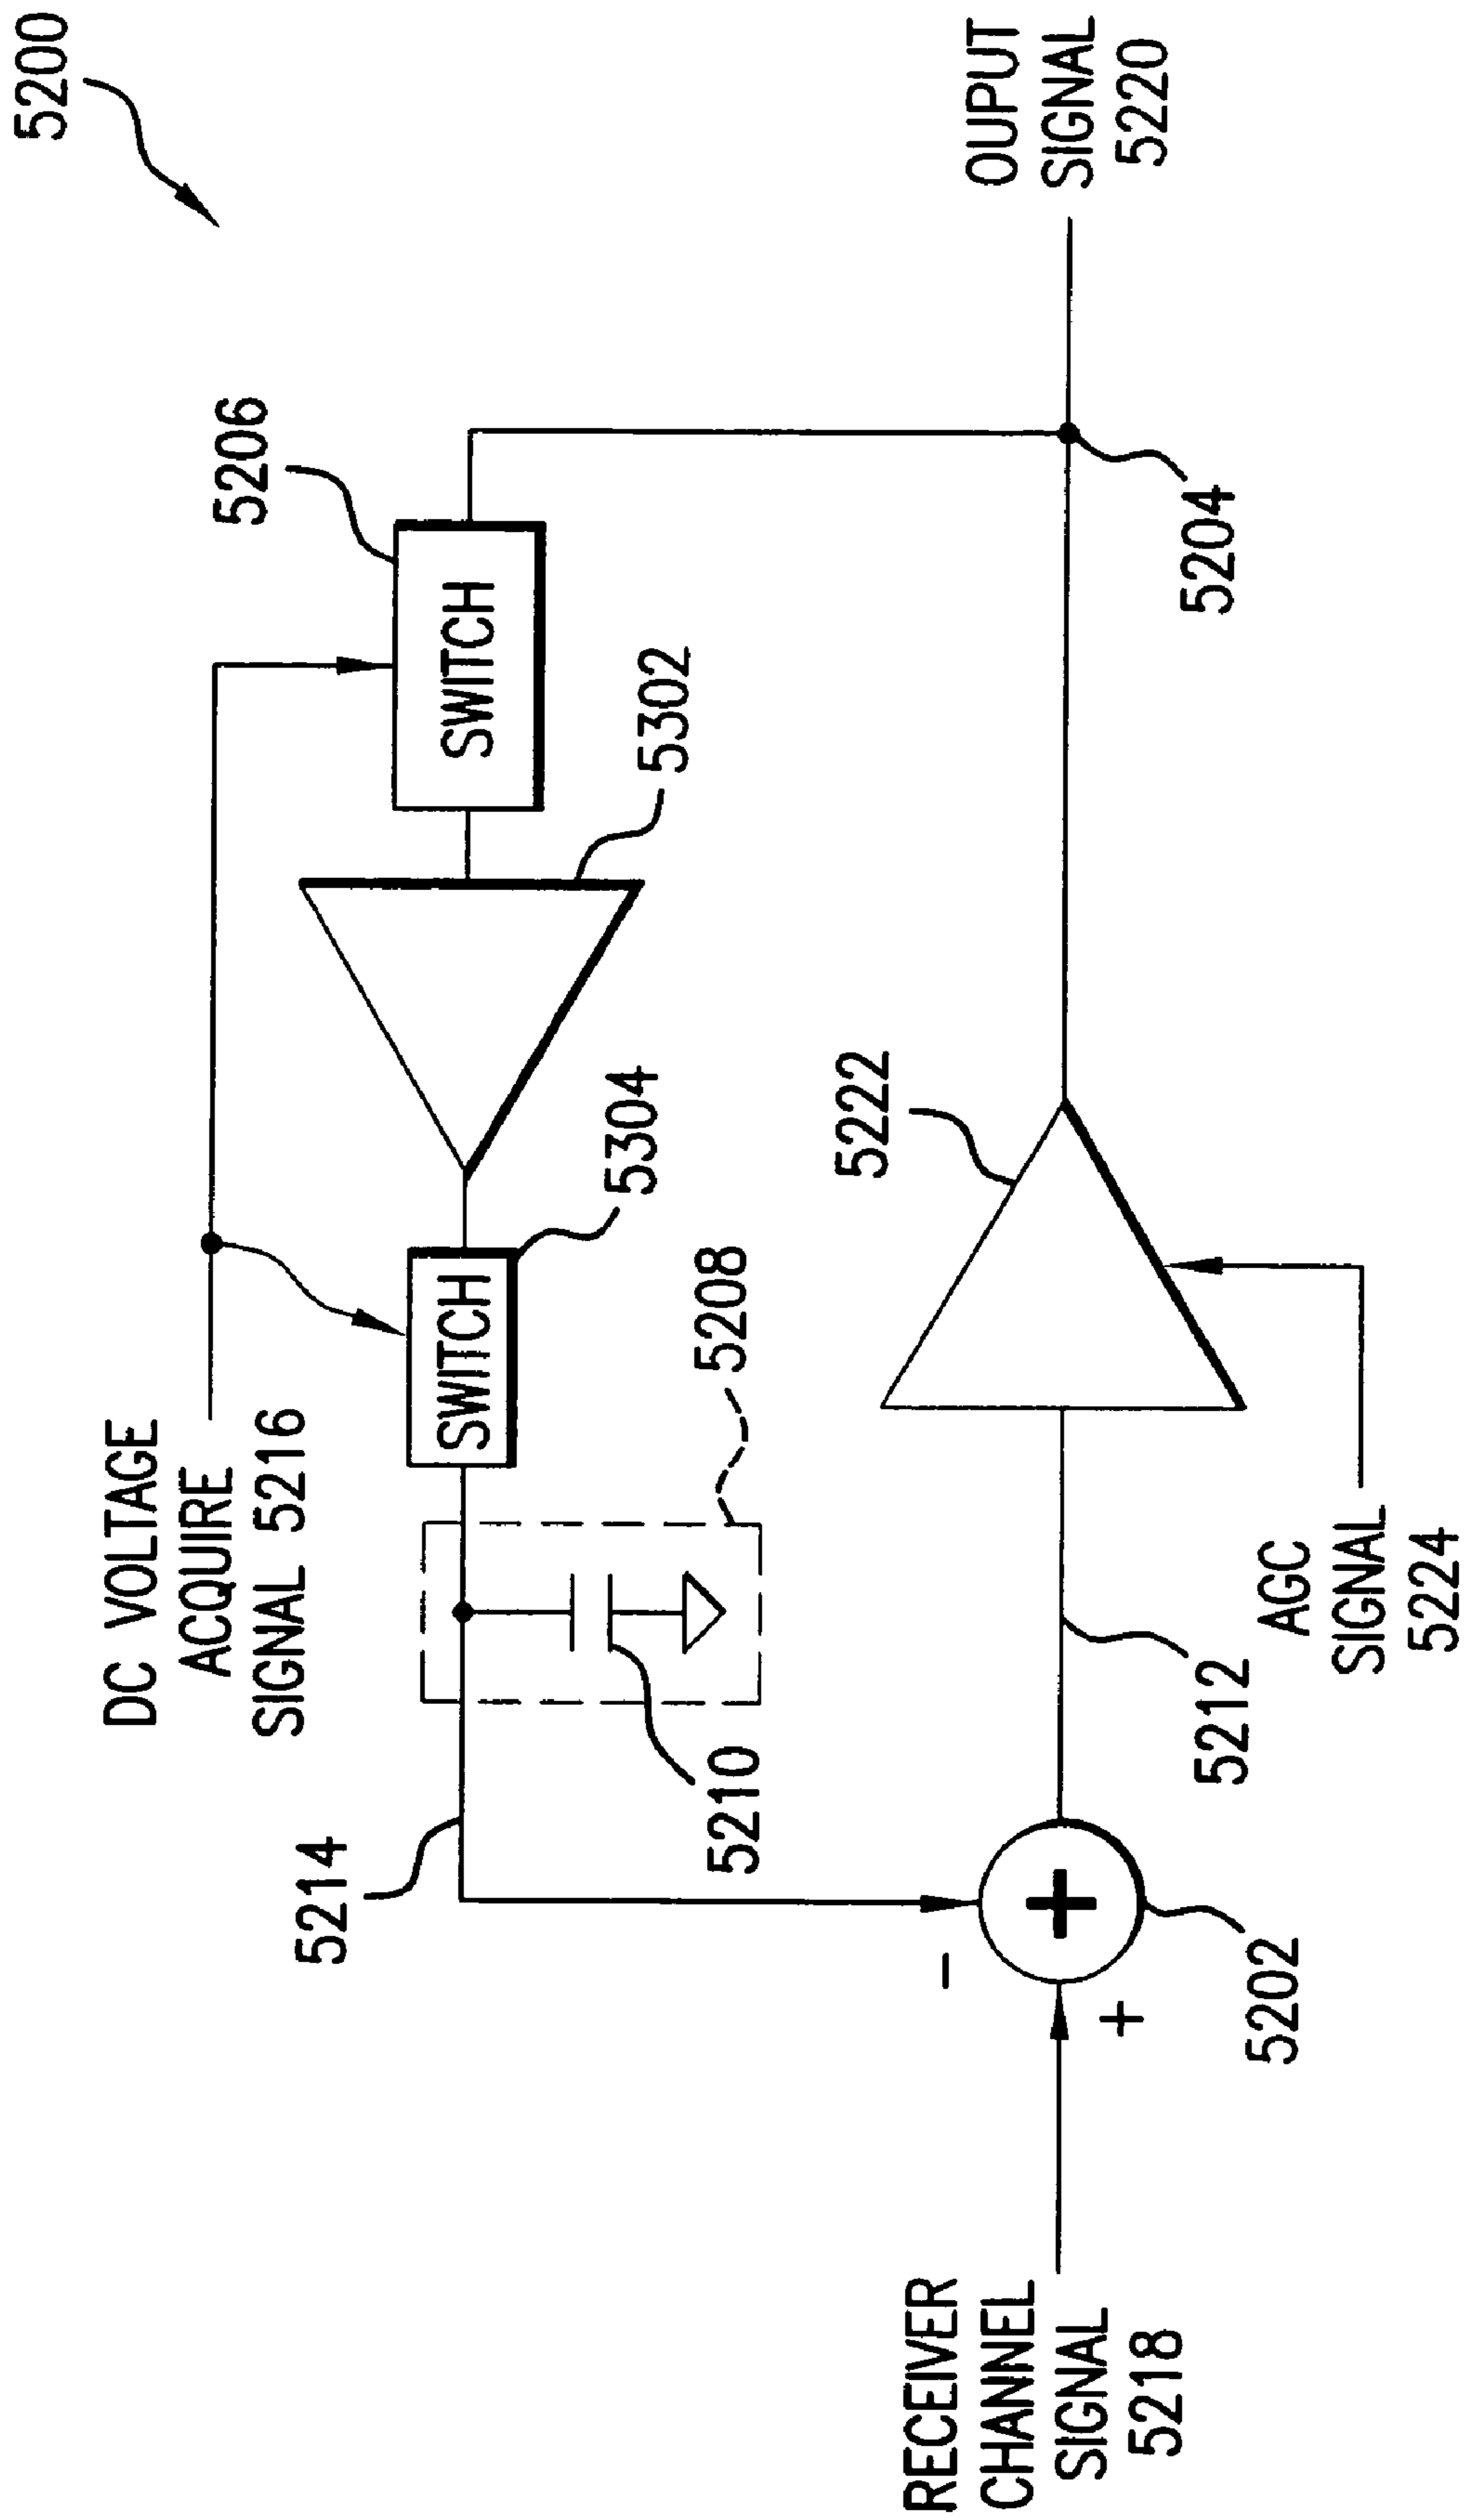 5200
DC VOLTAGE
ACQUIRE
SIGNAL 5216
5206
SWITCH
5302
5304
SWITCH
5214
5208
5210
5222
OUPUT
SIGNAL
5220
5204
RECEIVER
CHANNEL
SIGNAL
5218
-
+
+
5202
5212
AGC
SIGNAL
5224